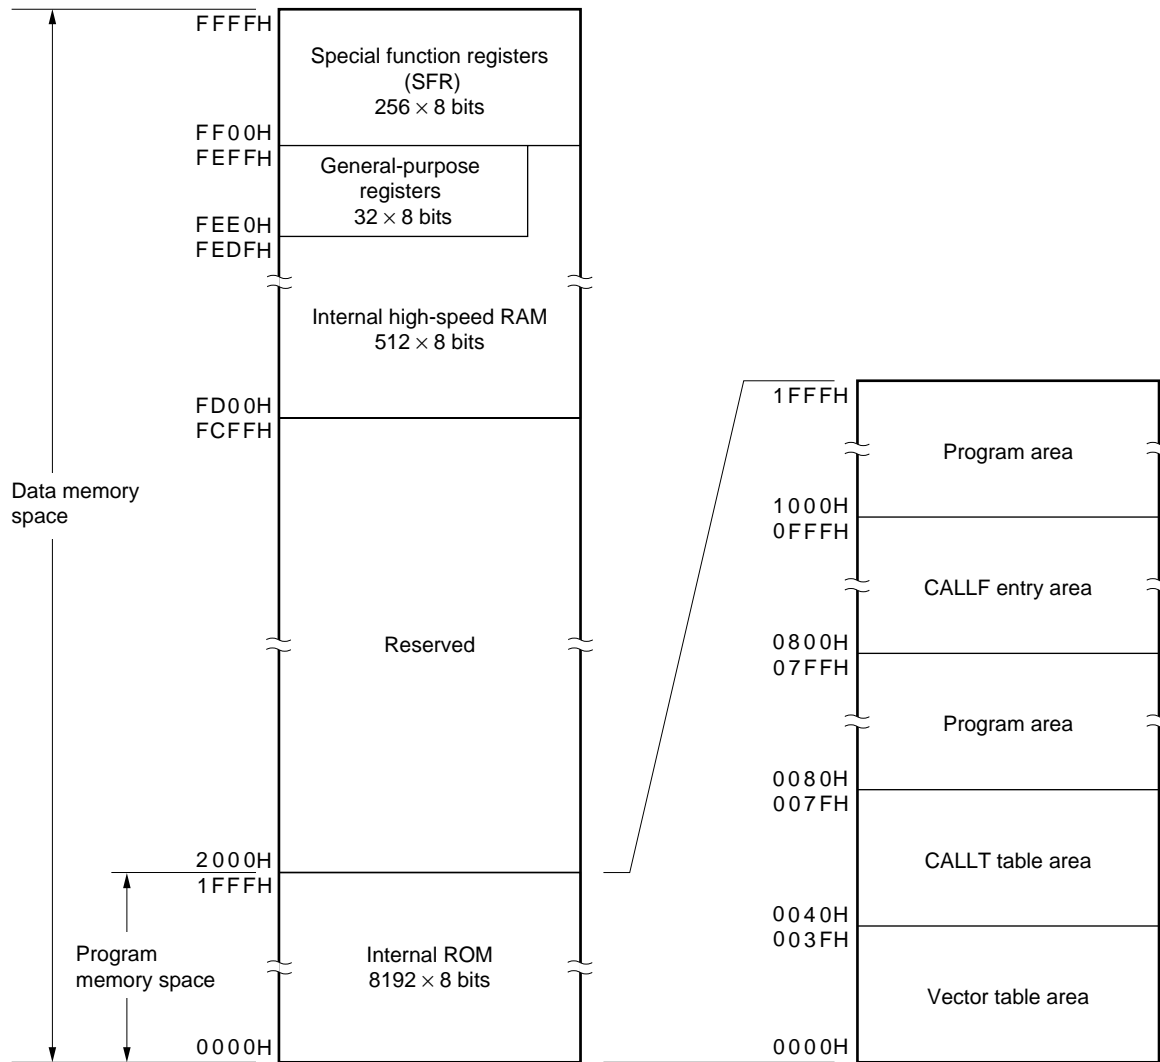 FFFFH
Special function registers
(SFR)
256 × 8 bits
FF00H
FEFFH
General-purpose
registers
32 × 8 bits
FEE0H
FEDFH
Internal high-speed RAM
512 × 8 bits
FD00H
FCFFH
Data memory
space
Reserved
2000H
1FFFH
Program
memory space
Internal ROM
8192 × 8 bits
0000H
1FFFH
Program area
1000H
0FFFH
CALLF entry area
0800H
07FFH
Program area
0080H
007FH
CALLT table area
0040H
003FH
Vector table area
0000H